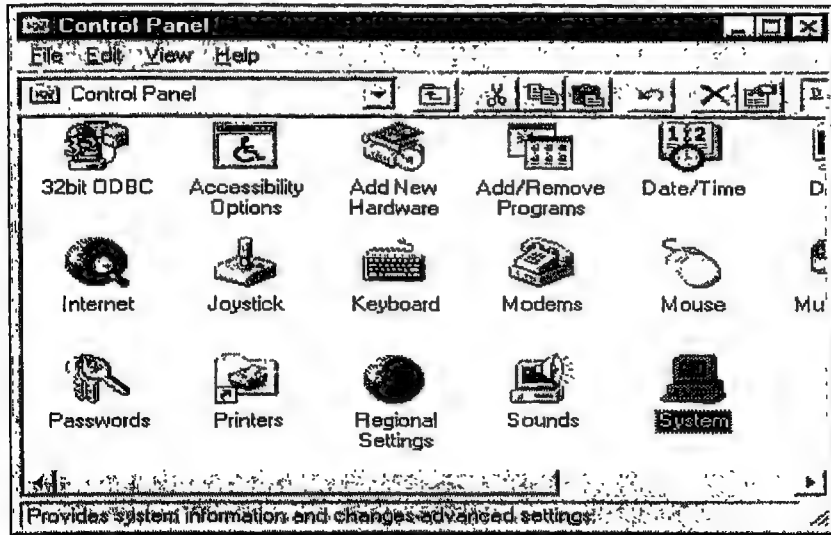 Control Panel
File Edit View Help
Control Panel
32bit ODBC Accessibility Options Add New Hardware Add/Remove Programs Date/Time D
Internet Joystick Keyboard Modems Mouse Mul
Passwords Printers Regional Settings Sounds System
Provides system information and changes advanced settings.